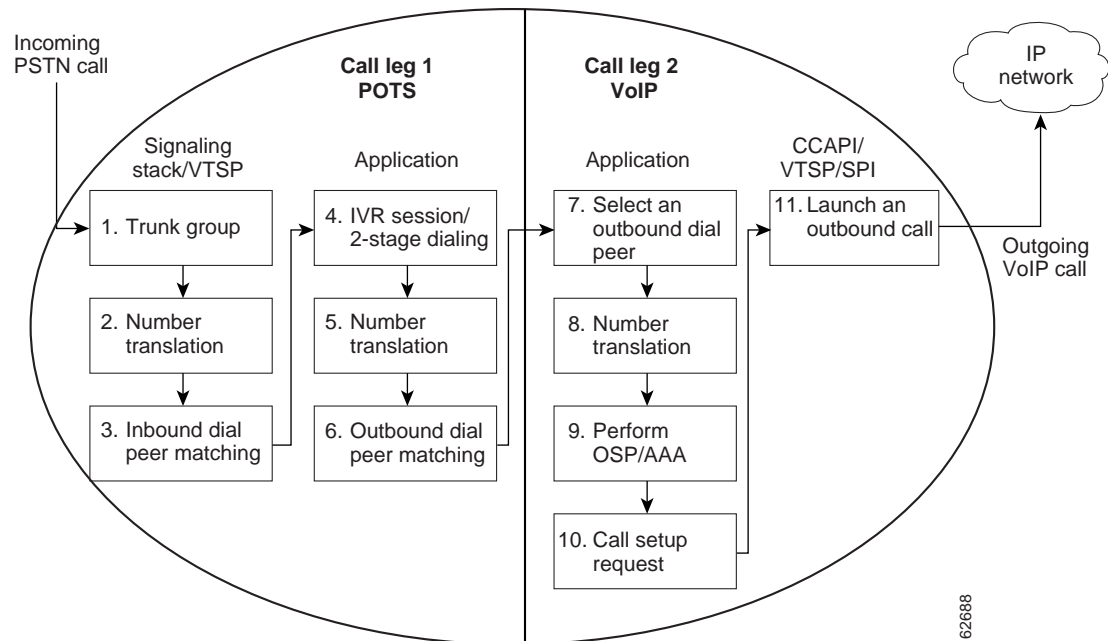 Incoming
PSTN call
Call leg 1
POTS
Call leg 2
VoIP
IP
network
Signaling
stack/VTSP
Application
Application
CCAPI/
VTSP/SPI
1. Trunk group
2. Number
translation
3. Inbound dial
peer matching
4. IVR session/
2-stage dialing
5. Number
translation
6. Outbound dial
peer matching
7. Select an
outbound dial
peer
8. Number
translation
9. Perform
OSP/AAA
10. Call setup
request
11. Launch an
outbound call
Outgoing
VoIP call
62688